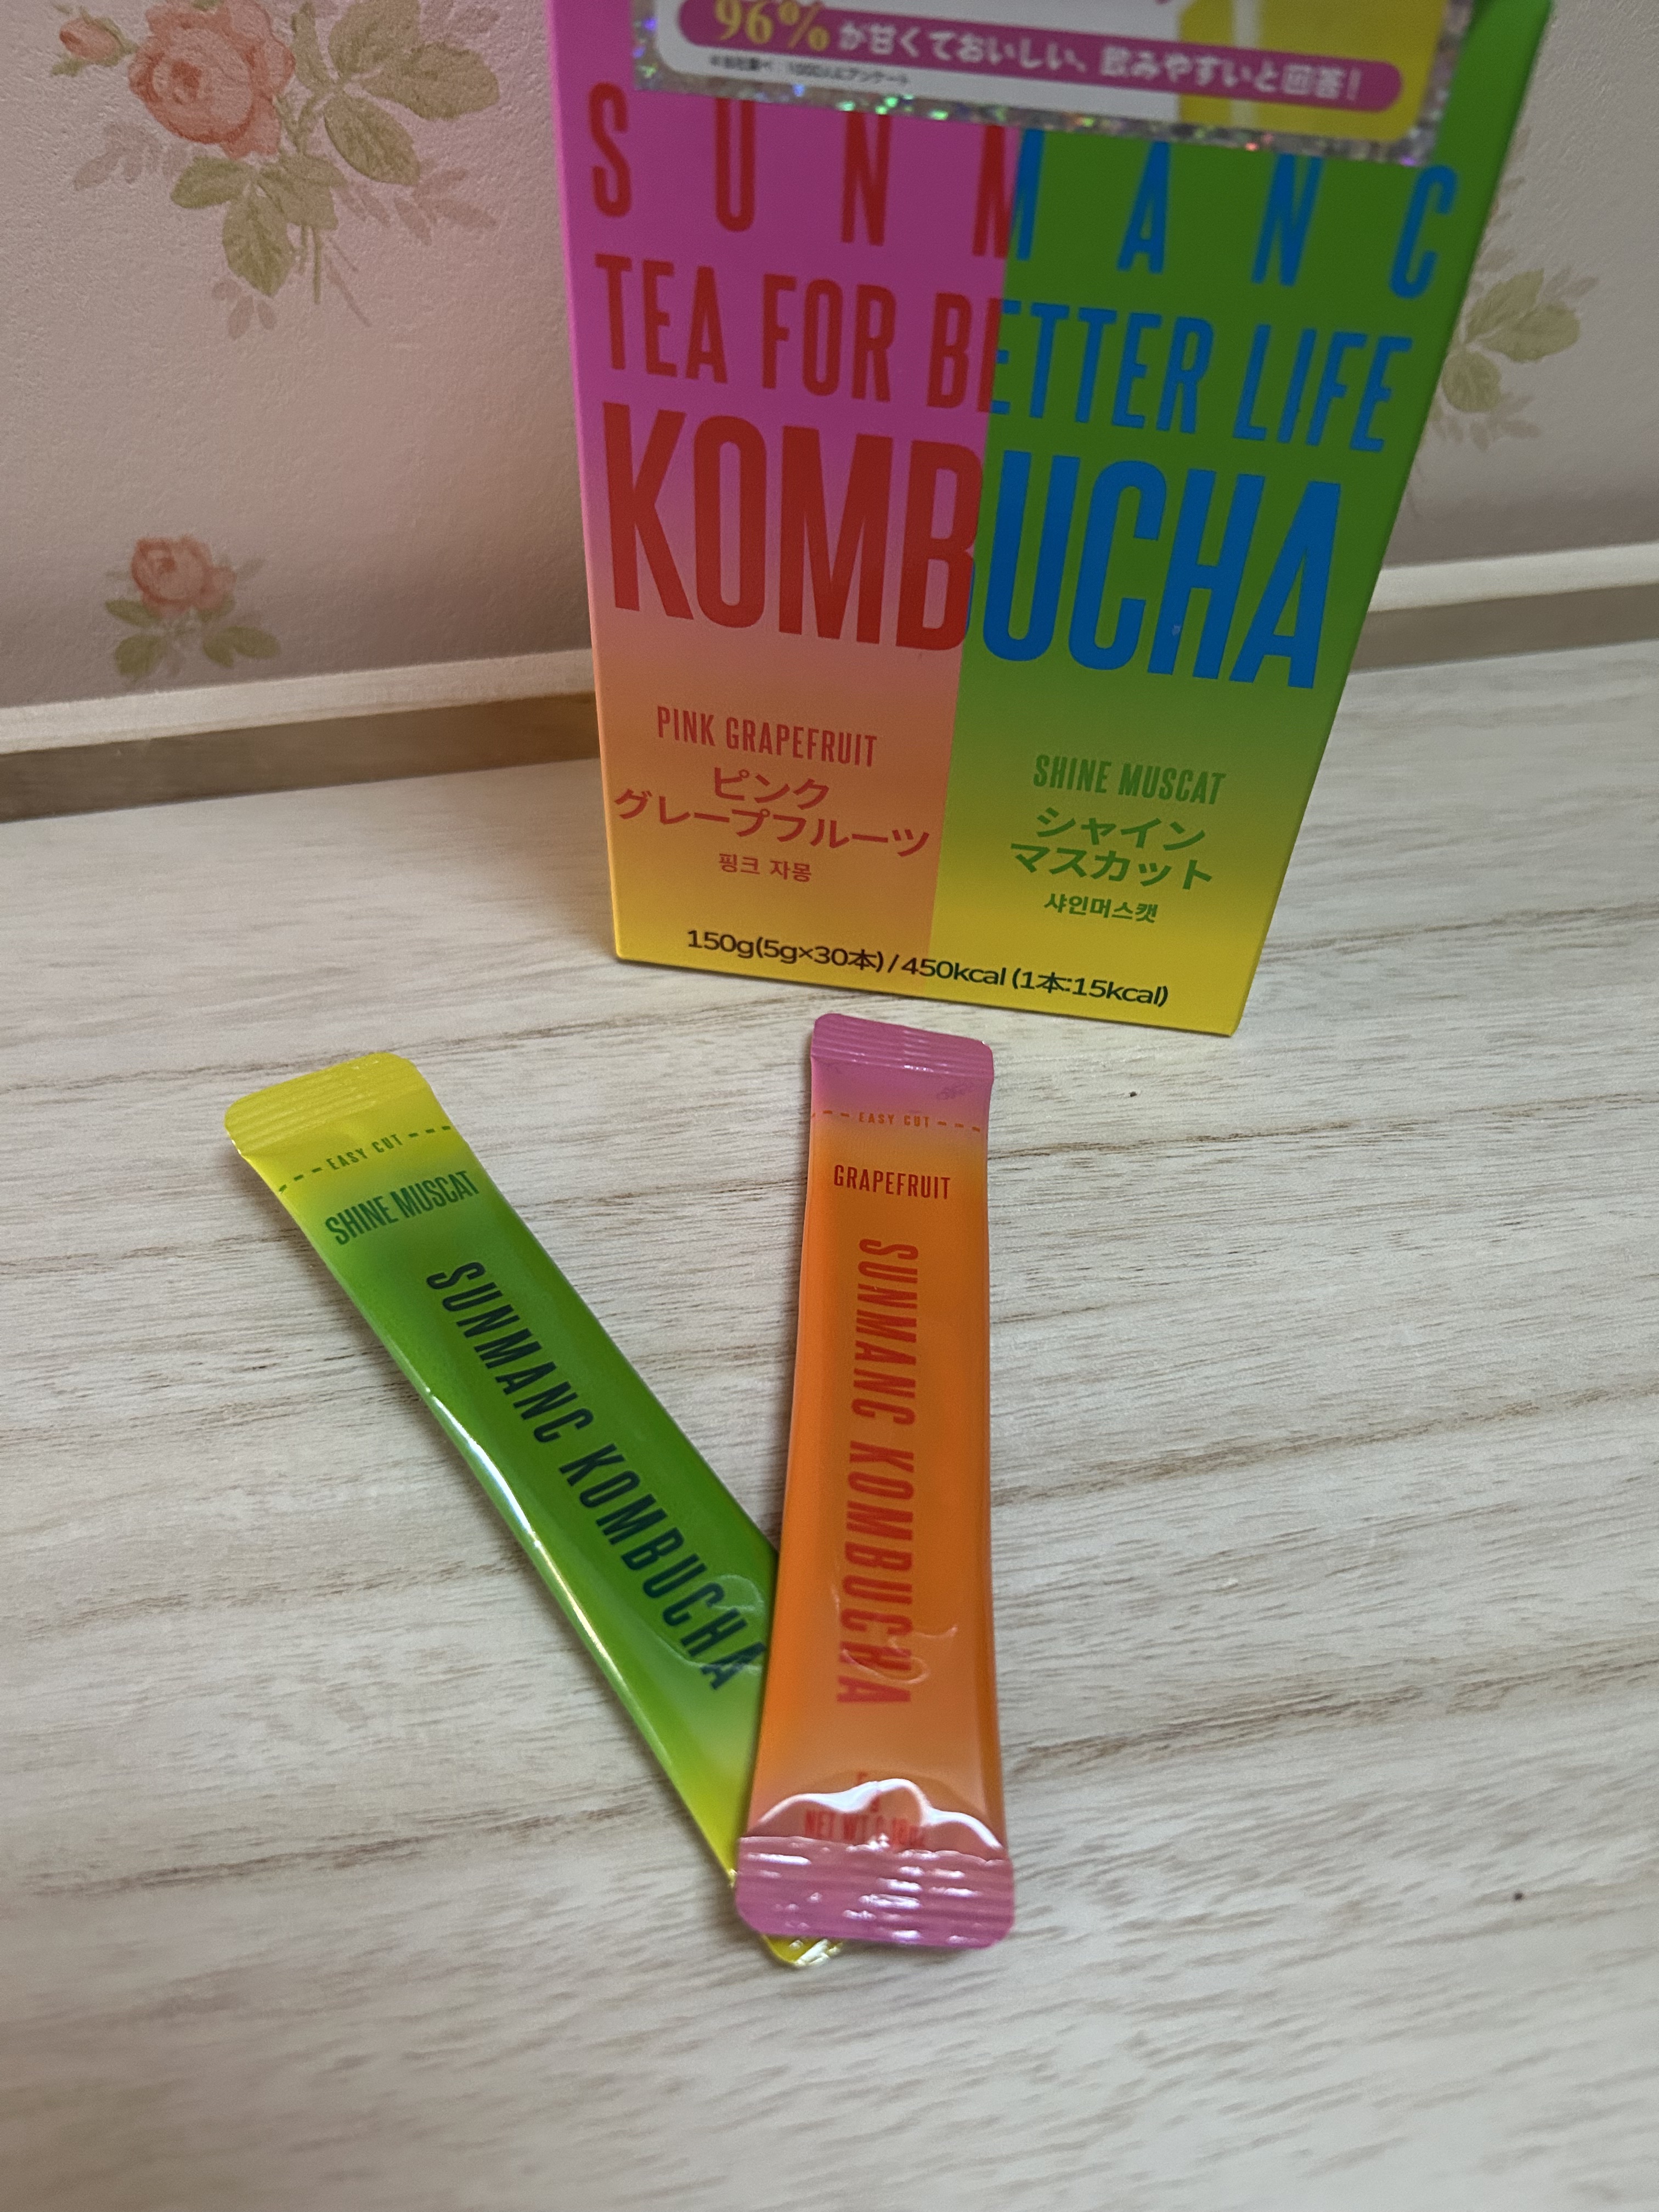 96%が甘くておいしい、飲みやすいと回答!
SUNMANC
TEA FOR BETTER LIFE
KOMBUCHA
PINK GRAPEFRUIT
ピンク
グレープフルーツ
핑크 자몽
SHINE MUSCAT
シャイン
マスカット
샤인머스캣
150g(5g×30本)/450kcal (1本:15kcal)
EASY CUT
SHINE MUSCAT
SUNMANC KOMBUCHA
EASY CUT
GRAPEFRUIT
SUNMANC KOMBUCHA
NET WT